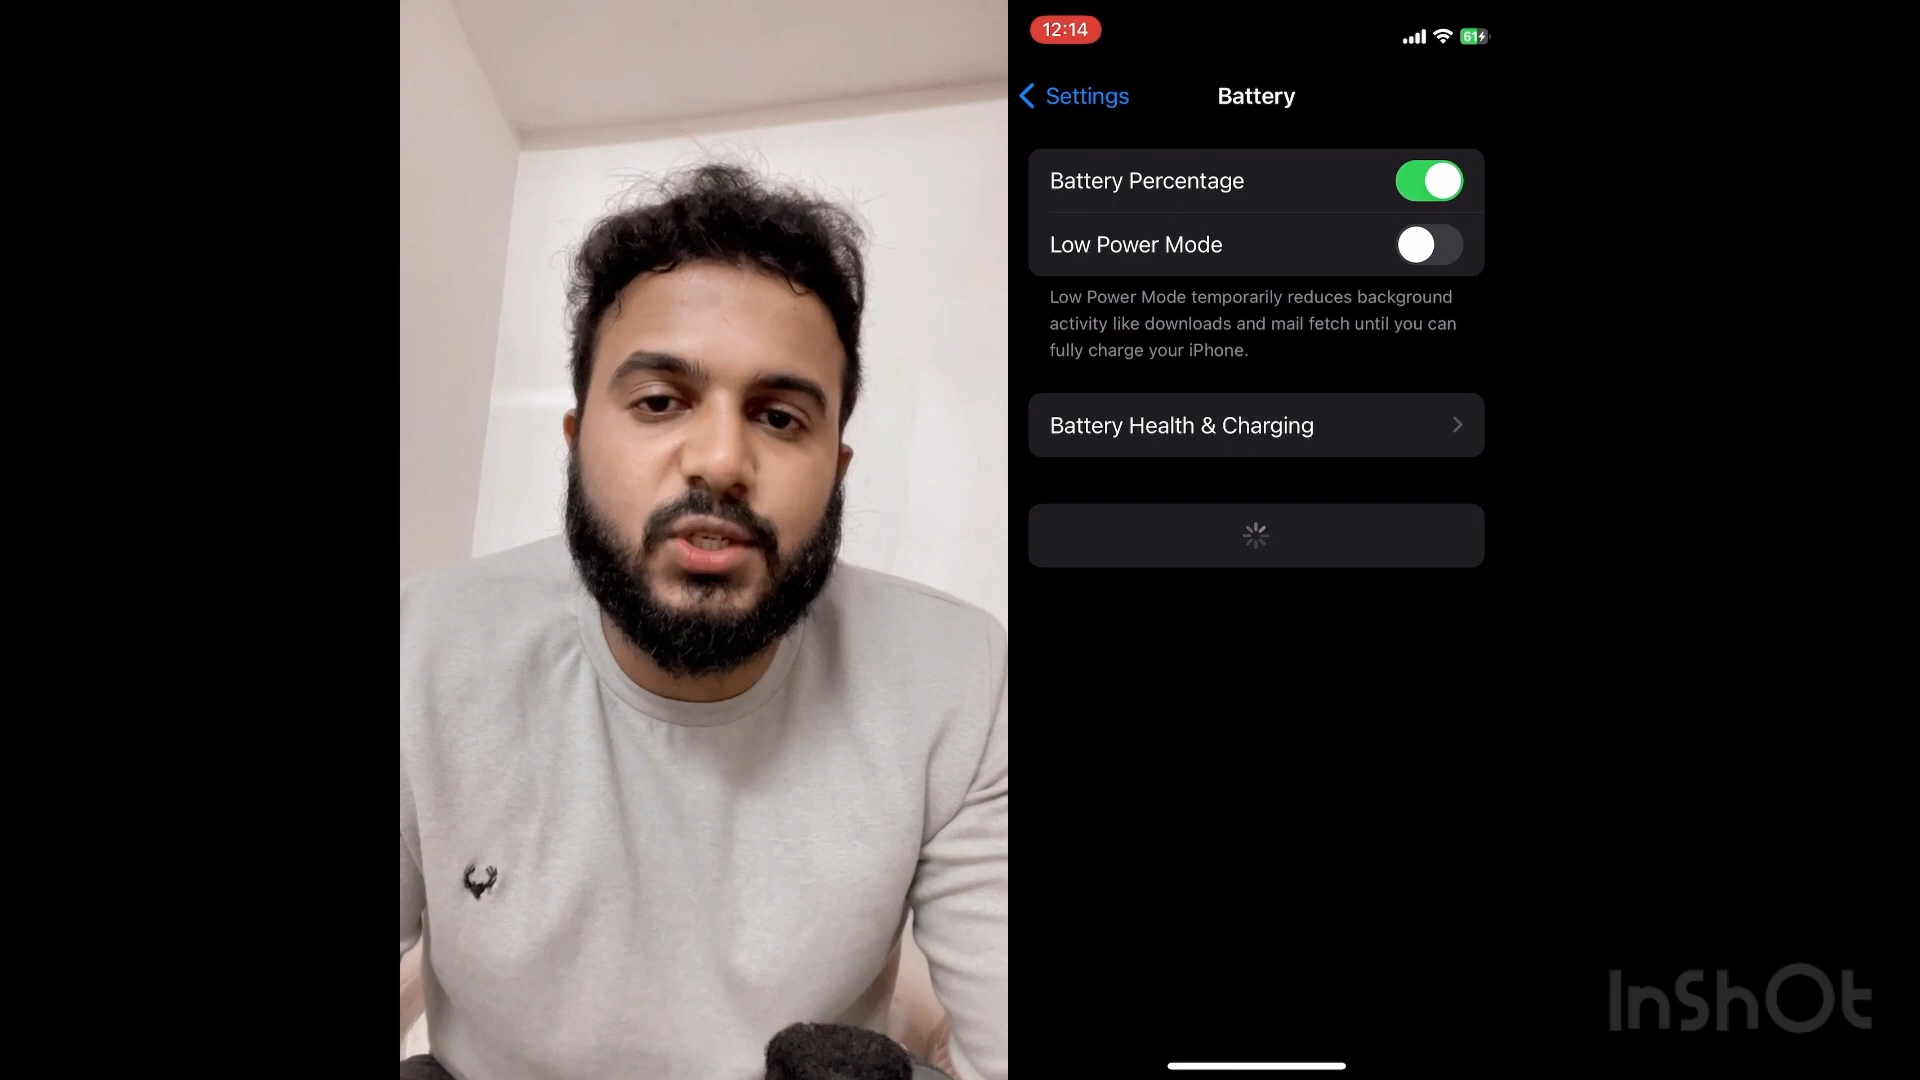 12:14
61
Settings
Battery
Battery Percentage
Low Power Mode
Low Power Mode temporarily reduces background
activity like downloads and mail fetch until you can
fully charge your iPhone.
Battery Health & Charging
InShOt